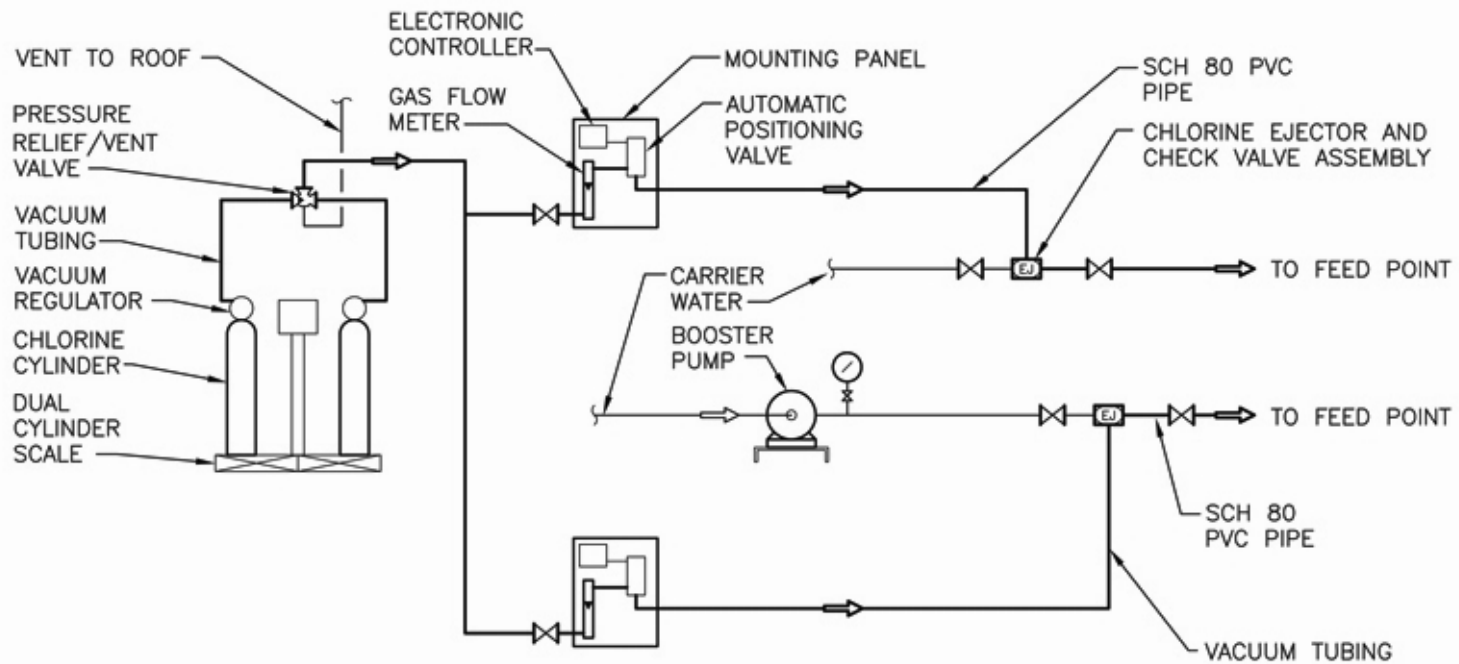 VENT TO ROOF
PRESSURE
RELIEF/VENT
VALVE
VACUUM
TUBING
VACUUM
REGULATOR
CHLORINE
CYLINDER
DUAL
CYLINDER
SCALE
ELECTRONIC
CONTROLLER
GAS FLOW
METER
MOUNTING PANEL
AUTOMATIC
POSITIONING
VALVE
SCH 80 PVC
PIPE
CHLORINE EJECTOR AND
CHECK VALVE ASSEMBLY
EJ
TO FEED POINT
CARRIER
WATER
BOOSTER
PUMP
EJ
TO FEED POINT
SCH 80
PVC PIPE
VACUUM TUBING